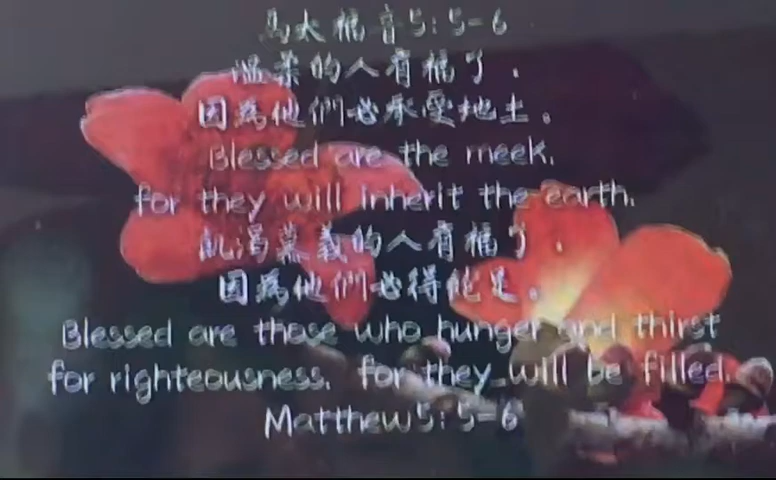 馬太福音5:5-6
溫柔的人有福了，
因為他們必承受地土。
Blessed are the meek,
for they will inherit the earth.
飢渴慕義的人有福了，
因為他們必得飽足。
Blessed are those who hunger and thirst
for righteousness, for they will be filled.
Matthew5:5-6